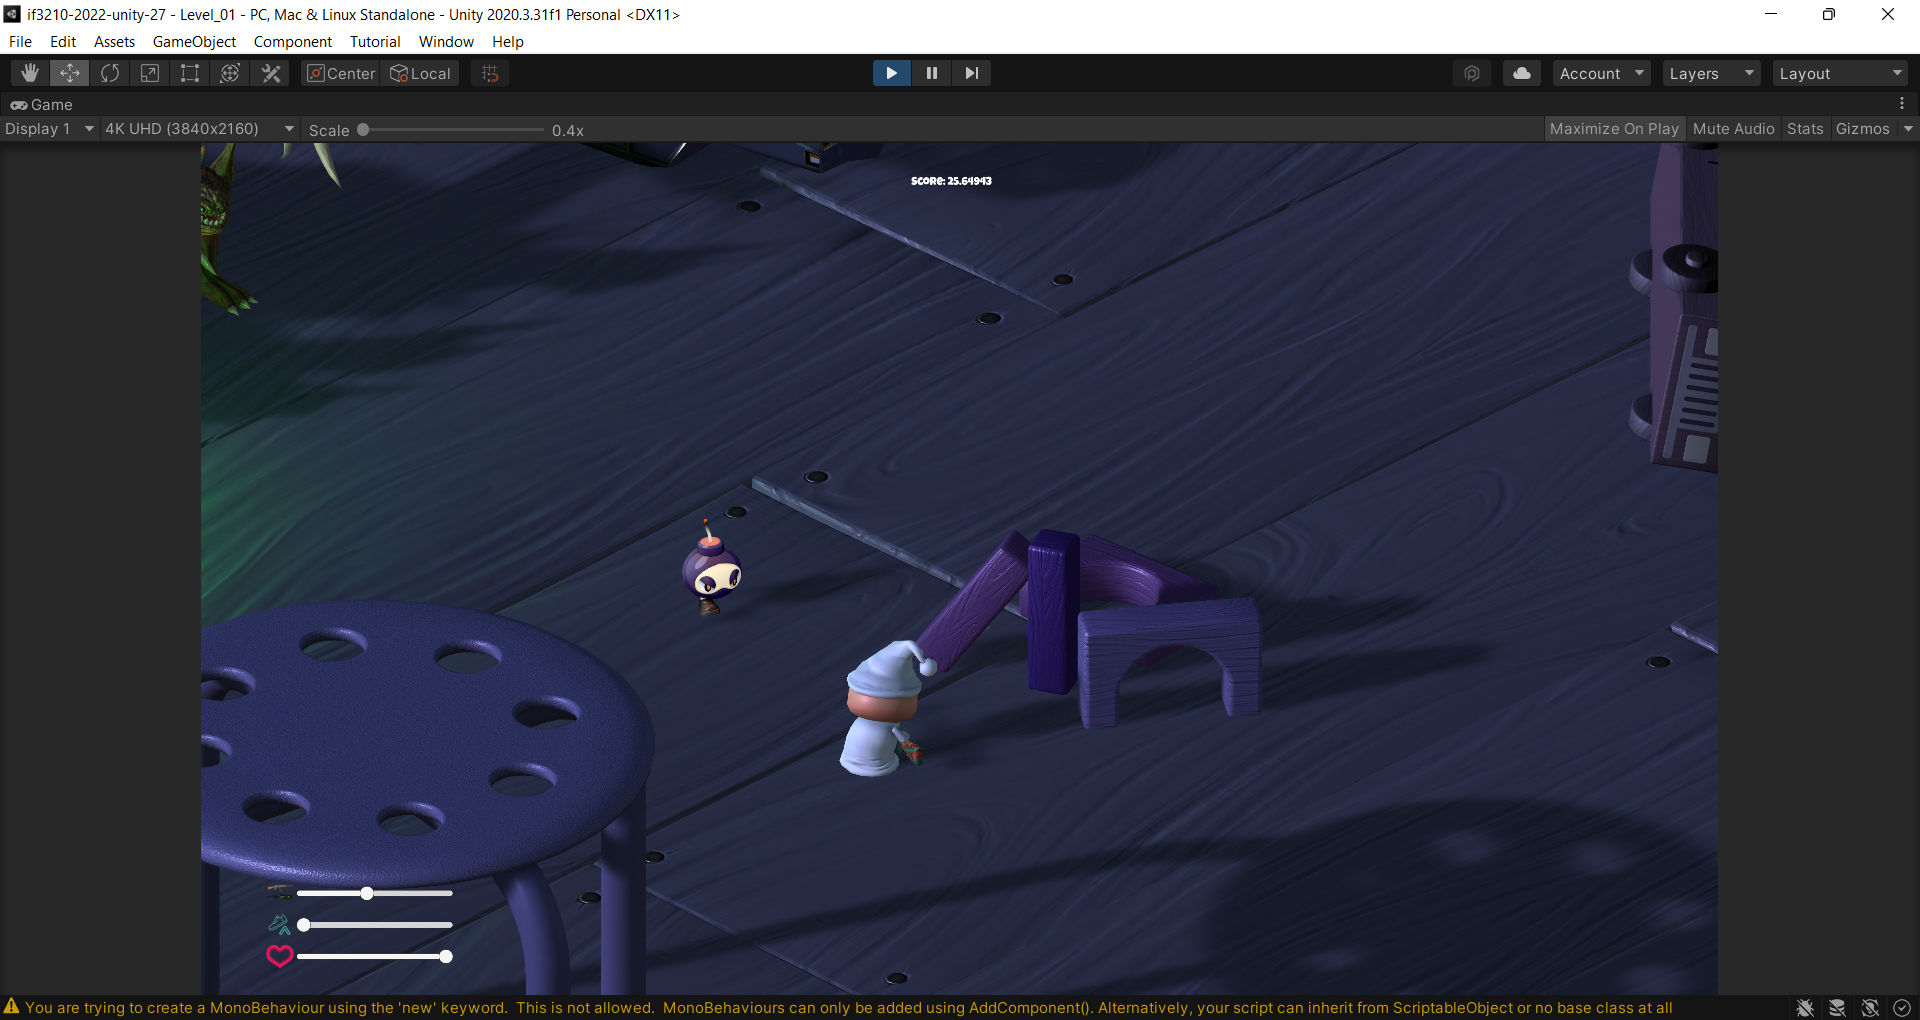 if3210-2022-unity-27 - Level_01 - PC, Mac & Linux Standalone - Unity 2020.3.31f1 Personal <DX11>
File Edit Assets GameObject Component Tutorial Window Help
Center Local Account Layers Layout
Game
Display 1 4K UHD (3840x2160) Scale 0.4x Maximize On Play Mute Audio Stats Gizmos
SCORE: 25.64943
You are trying to create a MonoBehaviour using the 'new' keyword. This is not allowed. MonoBehaviours can only be added using AddComponent(). Alternatively, your script can inherit from ScriptableObject or no base class at all